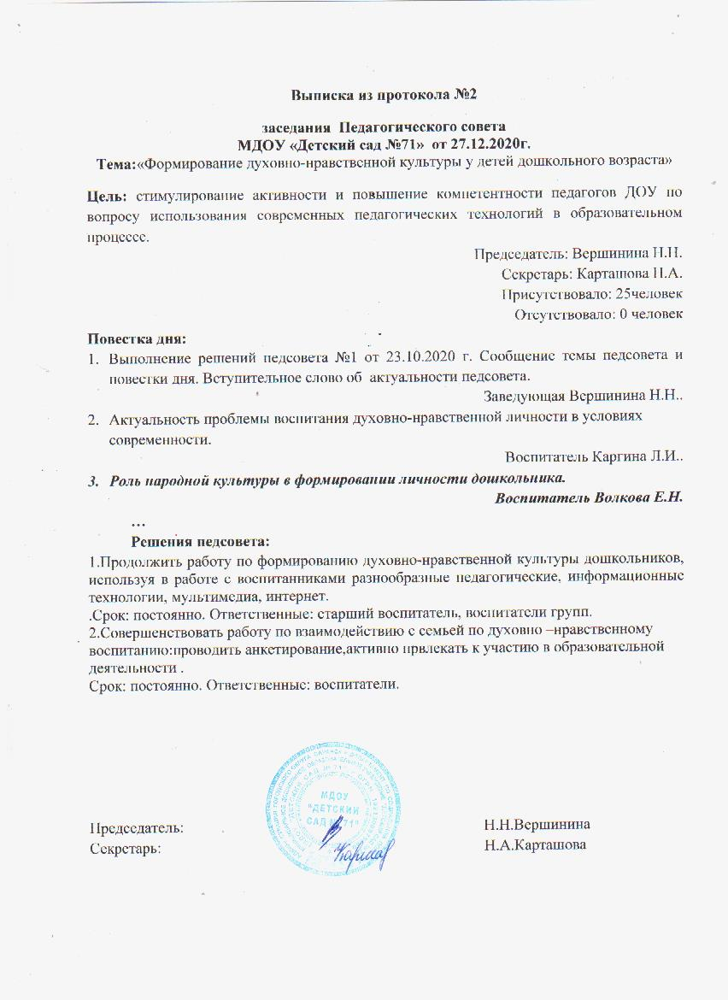 Выписка из протокола №2
заседания Педагогического совета
МДОУ «Детский сад №71» от 27.12.2020г.
Тема:«Формирование духовно-нравственной культуры у детей дошкольного возраста»
Цель: стимулирование активности и повышение компетентности педагогов ДОУ по
вопросу использования современных педагогических технологий в образовательном
процессе.
Председатель: Вершинина Н.Н.
Секретарь: Карташова Н.А.
Присутствовало: 25человек
Отсутствовало: 0 человек
Повестка дня:
1. Выполнение решений педсовета №1 от 23.10.2020 г. Сообщение темы педсовета и
повестки дня. Вступительное слово об актуальности педсовета.
Заведующая Вершинина Н.Н..
2. Актуальность проблемы воспитания духовно-нравственной личности в условиях
современности.
Воспитатель Каргина Л.И..
3. Роль народной культуры в формировании личности дошкольника.
Воспитатель Волкова Е.Н.
…
Решения педсовета:
1.Продолжить работу по формированию духовно-нравственной культуры дошкольников,
используя в работе с воспитанниками разнообразные педагогические, информационные
технологии, мультимедиа, интернет.
.Срок: постоянно. Ответственные: старший воспитатель, воспитатели групп.
2.Совершенствовать работу по взаимодействию с семьей по духовно –нравственному
воспитанию:проводить анкетирование,активно првлекать к участию в образовательной
деятельности .
Срок: постоянно. Ответственные: воспитатели.
МДОУ
"ДЕТСКИЙ
САД № 71"
Председатель: Н.Н.Вершинина
Секретарь: Н.А.Карташова